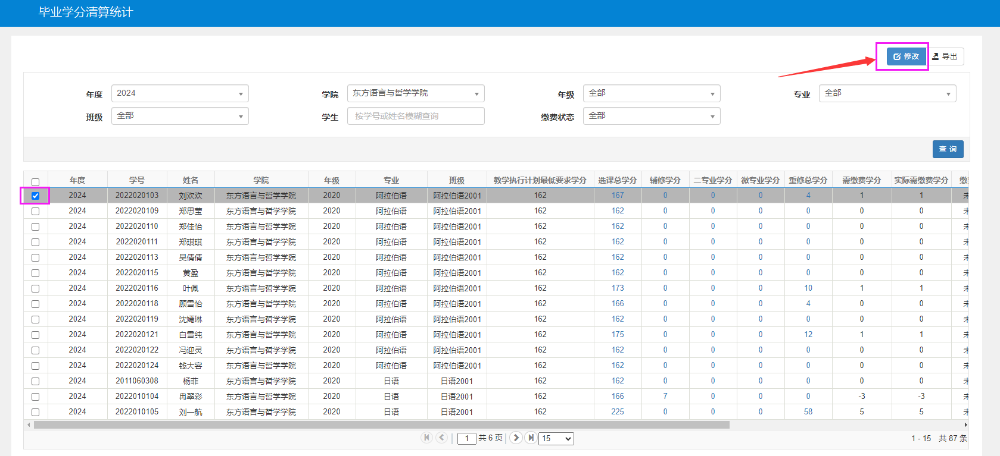 毕业学分清算统计
修改 导出
年度 2024 学院 东方语言与哲学学院 年级 全部 专业 全部
班级 全部 学生 按学号或姓名模糊查询 缴费状态 全部
查 询
年度 学号 姓名 学院 年级 专业 班级 教学执行计划最低要求学分 选课总学分 辅修学分 二专业学分 微专业学分 重修总学分 需缴费学分 实际需缴费学分
2024 2022020103 刘欢欢 东方语言与哲学学院 2020 阿拉伯语 阿拉伯语2001 162 167 0 0 0 4 1 1 未
2024 2022020109 郑思莹 东方语言与哲学学院 2020 阿拉伯语 阿拉伯语2001 162 162 0 0 0 0 0 0 未
2024 2022020110 郑佳怡 东方语言与哲学学院 2020 阿拉伯语 阿拉伯语2001 162 162 0 0 0 0 0 0 未
2024 2022020111 郑琪琪 东方语言与哲学学院 2020 阿拉伯语 阿拉伯语2001 162 162 0 0 0 0 0 0 未
2024 2022020113 吴倩倩 东方语言与哲学学院 2020 阿拉伯语 阿拉伯语2001 162 162 0 0 0 0 0 0 未
2024 2022020115 黄盈 东方语言与哲学学院 2020 阿拉伯语 阿拉伯语2001 162 162 0 0 0 0 0 0 未
2024 2022020116 叶佩 东方语言与哲学学院 2020 阿拉伯语 阿拉伯语2001 162 173 0 0 0 10 1 1 未
2024 2022020118 顾雪怡 东方语言与哲学学院 2020 阿拉伯语 阿拉伯语2001 162 166 0 0 0 4 0 0 未
2024 2022020119 沈嫣琳 东方语言与哲学学院 2020 阿拉伯语 阿拉伯语2001 162 162 0 0 0 0 0 0 未
2024 2022020121 白雪纯 东方语言与哲学学院 2020 阿拉伯语 阿拉伯语2001 162 175 0 0 0 12 1 1 未
2024 2022020122 冯迎灵 东方语言与哲学学院 2020 阿拉伯语 阿拉伯语2001 162 162 0 0 0 0 0 0 未
2024 2022020124 钱大容 东方语言与哲学学院 2020 阿拉伯语 阿拉伯语2001 162 162 0 0 0 0 0 0 未
2024 2011060308 杨菲 东方语言与哲学学院 2020 日语 日语2001 162 162 0 0 0 0 0 0 未
2024 2022010104 冉翠彩 东方语言与哲学学院 2020 日语 日语2001 162 166 7 0 0 0 -3 -3 未
2024 2022010105 刘一航 东方语言与哲学学院 2020 日语 日语2001 162 225 0 0 0 58 5 5 未
1 共 6 页 15 1 - 15 共 87 条